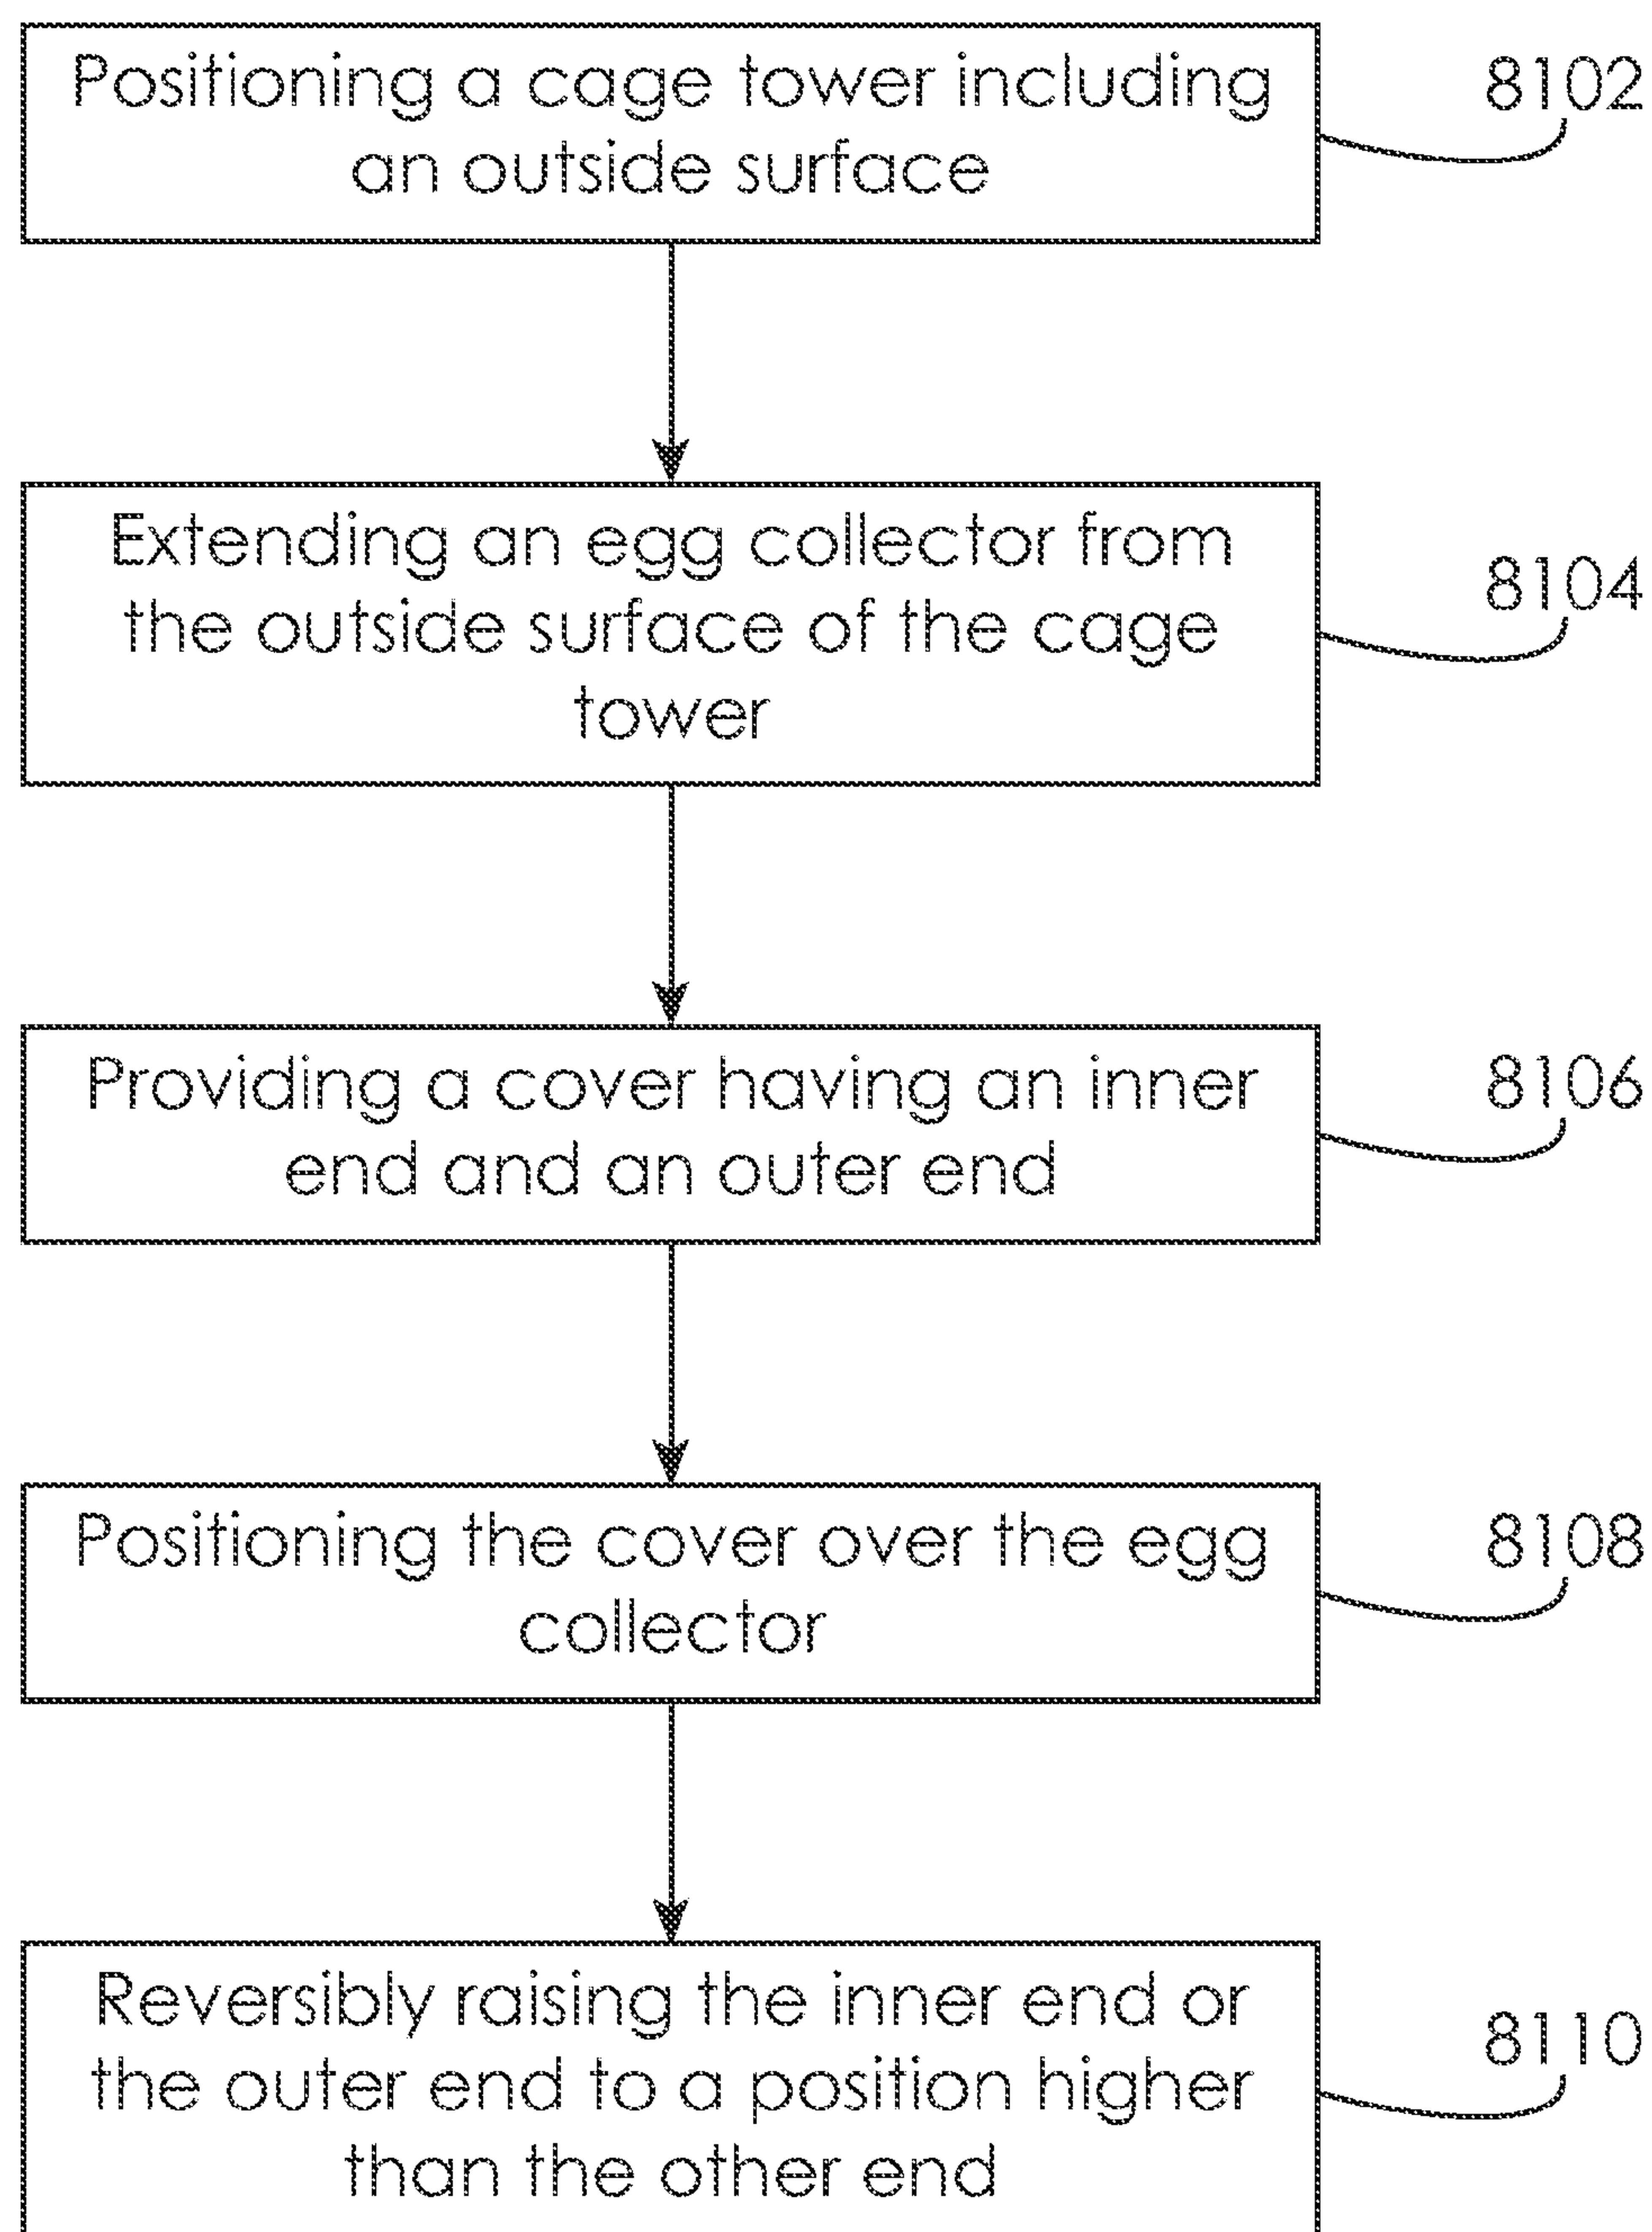 Positioning a cage tower including
an outside surface
8102
Extending an egg collector from
the outside surface of the cage
tower
8104
Providing a cover having an inner
end and an outer end
8106
Positioning the cover over the egg
collector
8108
Reversibly raising the inner end or
the outer end to a position higher
than the other end
8110